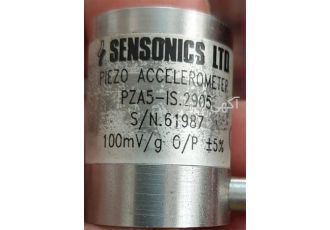 SENSONICS LTD
PIEZO ACCELEROMETER
PZA5-IS.2905
S/N.61987
100mV/g O/P ±5%